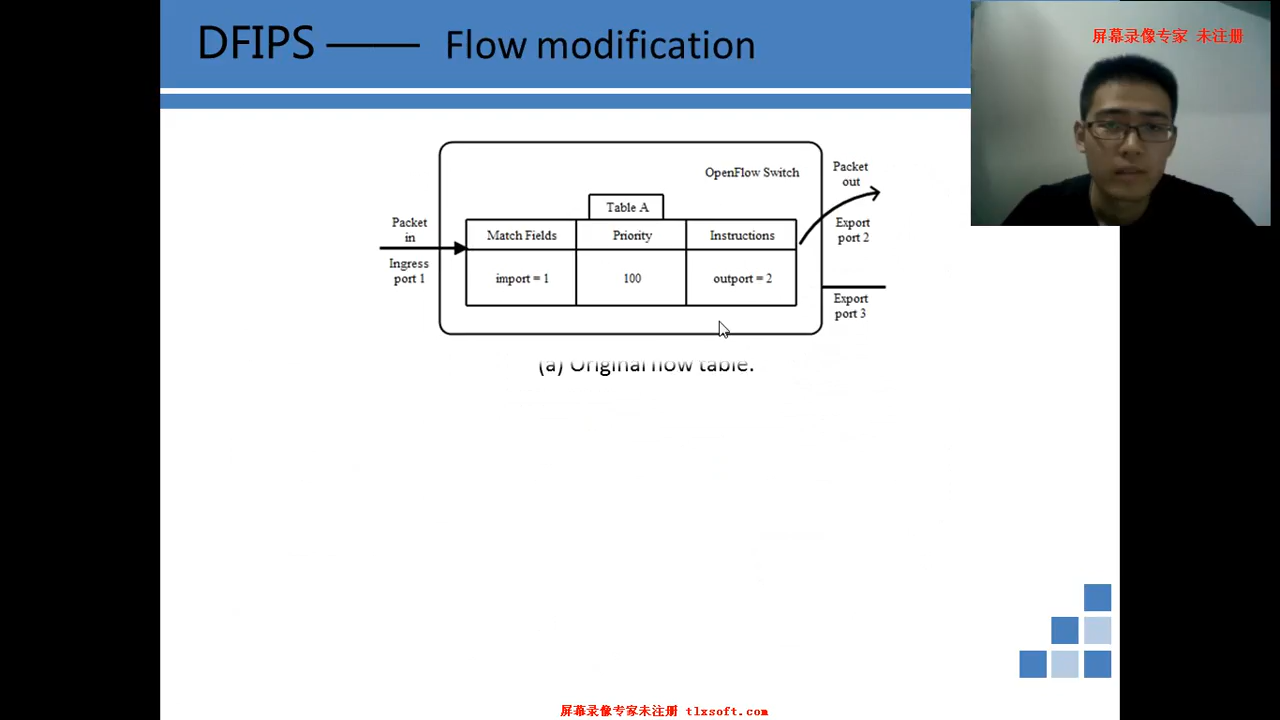 DFIPS —— Flow modification
屏幕录像专家 未注册
OpenFlow Switch
Packet
out
Table A
Packet
in
Match Fields
Priority
Instructions
Export
port 2
Ingress
port 1
import = 1
100
outport = 2
Export
port 3
(a) Original flow table.
屏幕录像专家未注册 tlxsoft.com